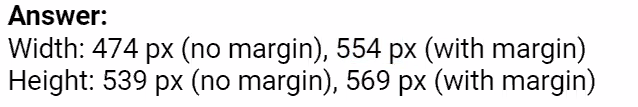 Answer:
Width: 474 px (no margin), 554 px (with margin)
Height: 539 px (no margin), 569 px (with margin)